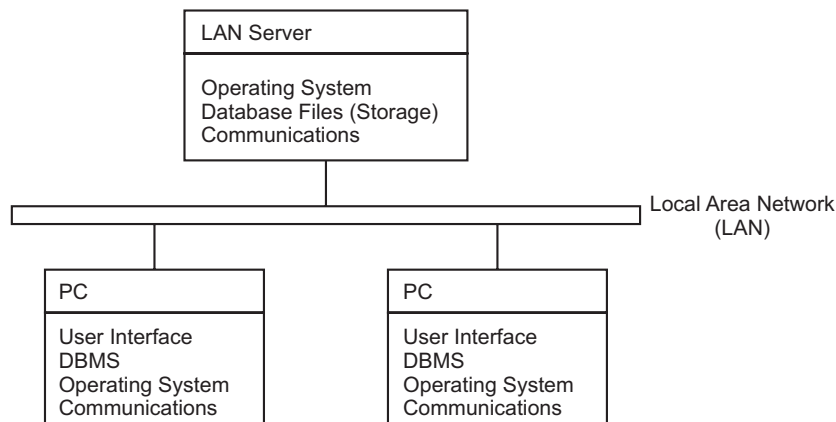 LAN Server
Operating System
Database Files (Storage)
Communications
Local Area Network
(LAN)
PC
User Interface
DBMS
Operating System
Communications
PC
User Interface
DBMS
Operating System
Communications